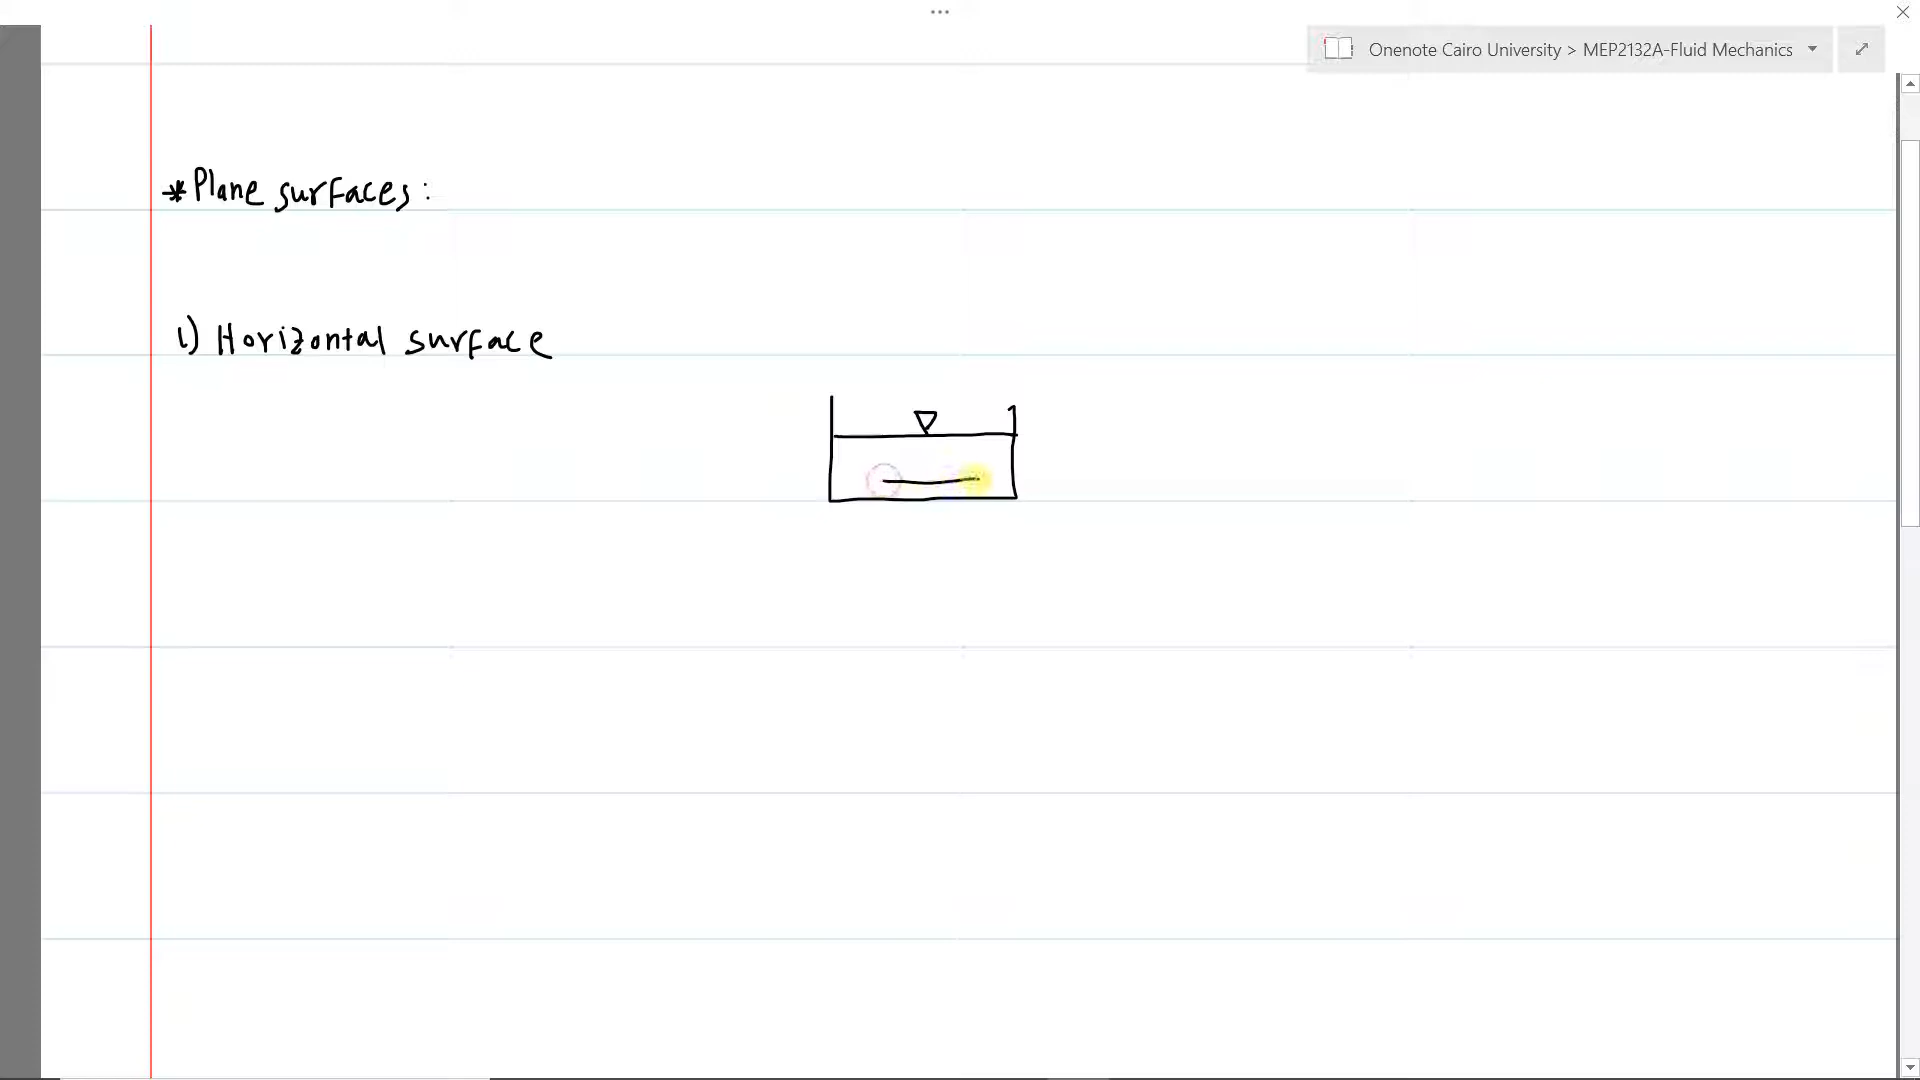 Onenote Cairo University > MEP2132A-Fluid Mechanics
*Plane surfaces:
1) Horizontal surface